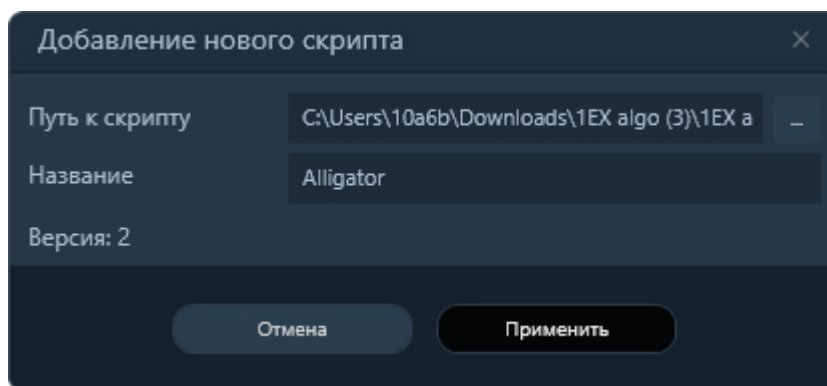 Добавление нового скрипта
Путь к скрипту C:\Users\10a6b\Downloads\1EX algo (3)\1EX a ...
Название Alligator
Версия: 2
Отмена Применить